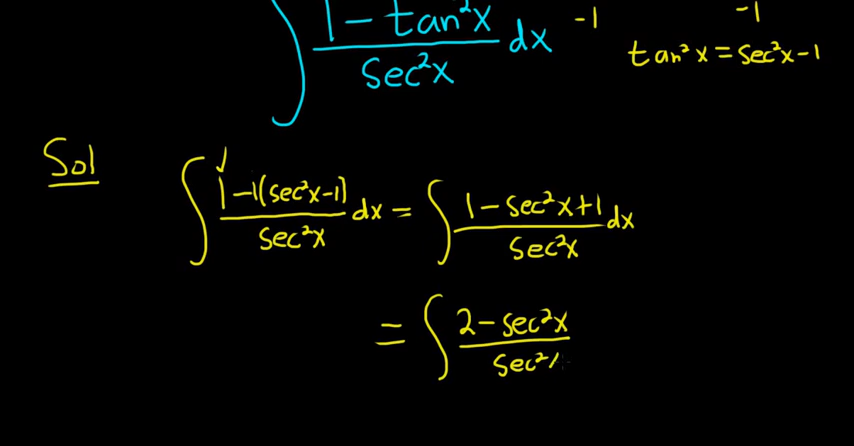 ∫ (1 - tan²x)/(sec²x) dx -1 -1
tan²x = sec²x - 1
Sol
∫ (1 - 1(sec²x - 1))/(sec²x) dx = ∫ (1 - sec²x + 1)/(sec²x) dx
= ∫ (2 - sec²x)/(sec²